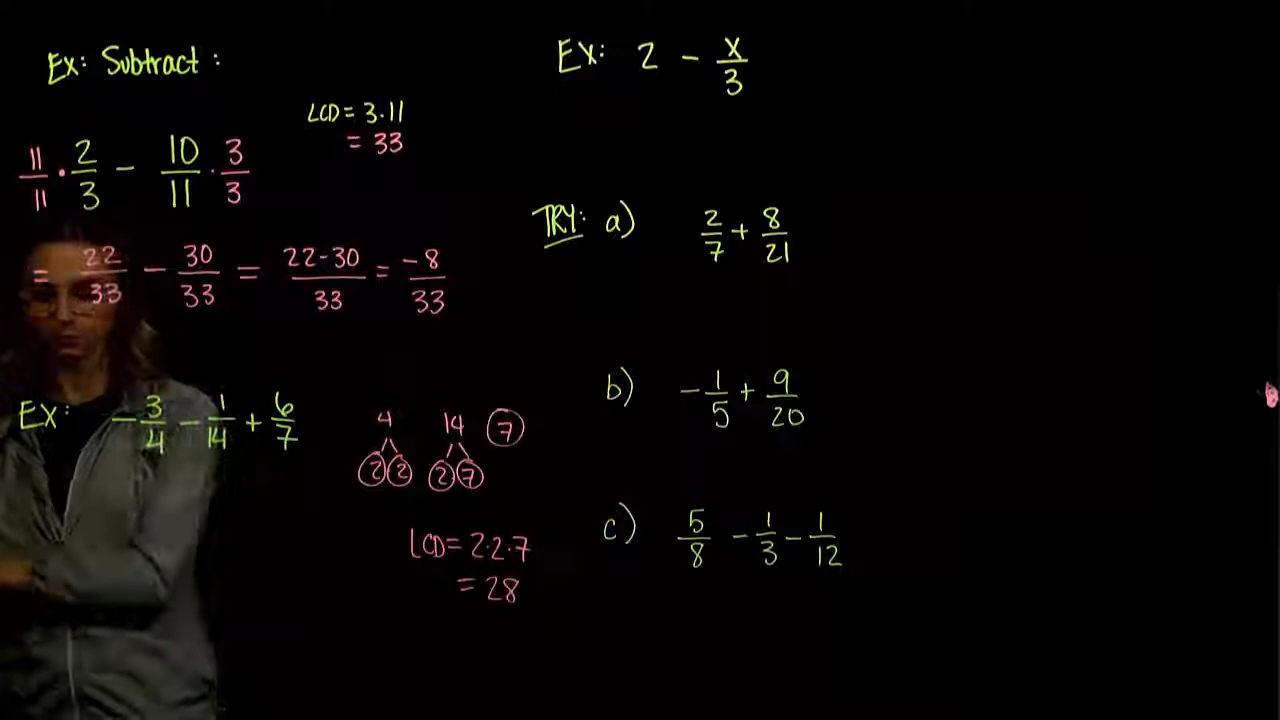 Ex: Subtract:
LCD = 3·11
= 33
11/11 · 2/3 - 10/11 · 3/3
= 22/33 - 30/33 = 22-30/33 = -8/33
Ex: -3/4 - 1/14 + 6/7
4 14 7
2 2 2 7
LCD = 2·2·7
= 28
Ex: 2 - x/3
TRY: a) 2/7 + 8/21
b) -1/5 + 9/20
c) 5/8 - 1/3 - 1/12